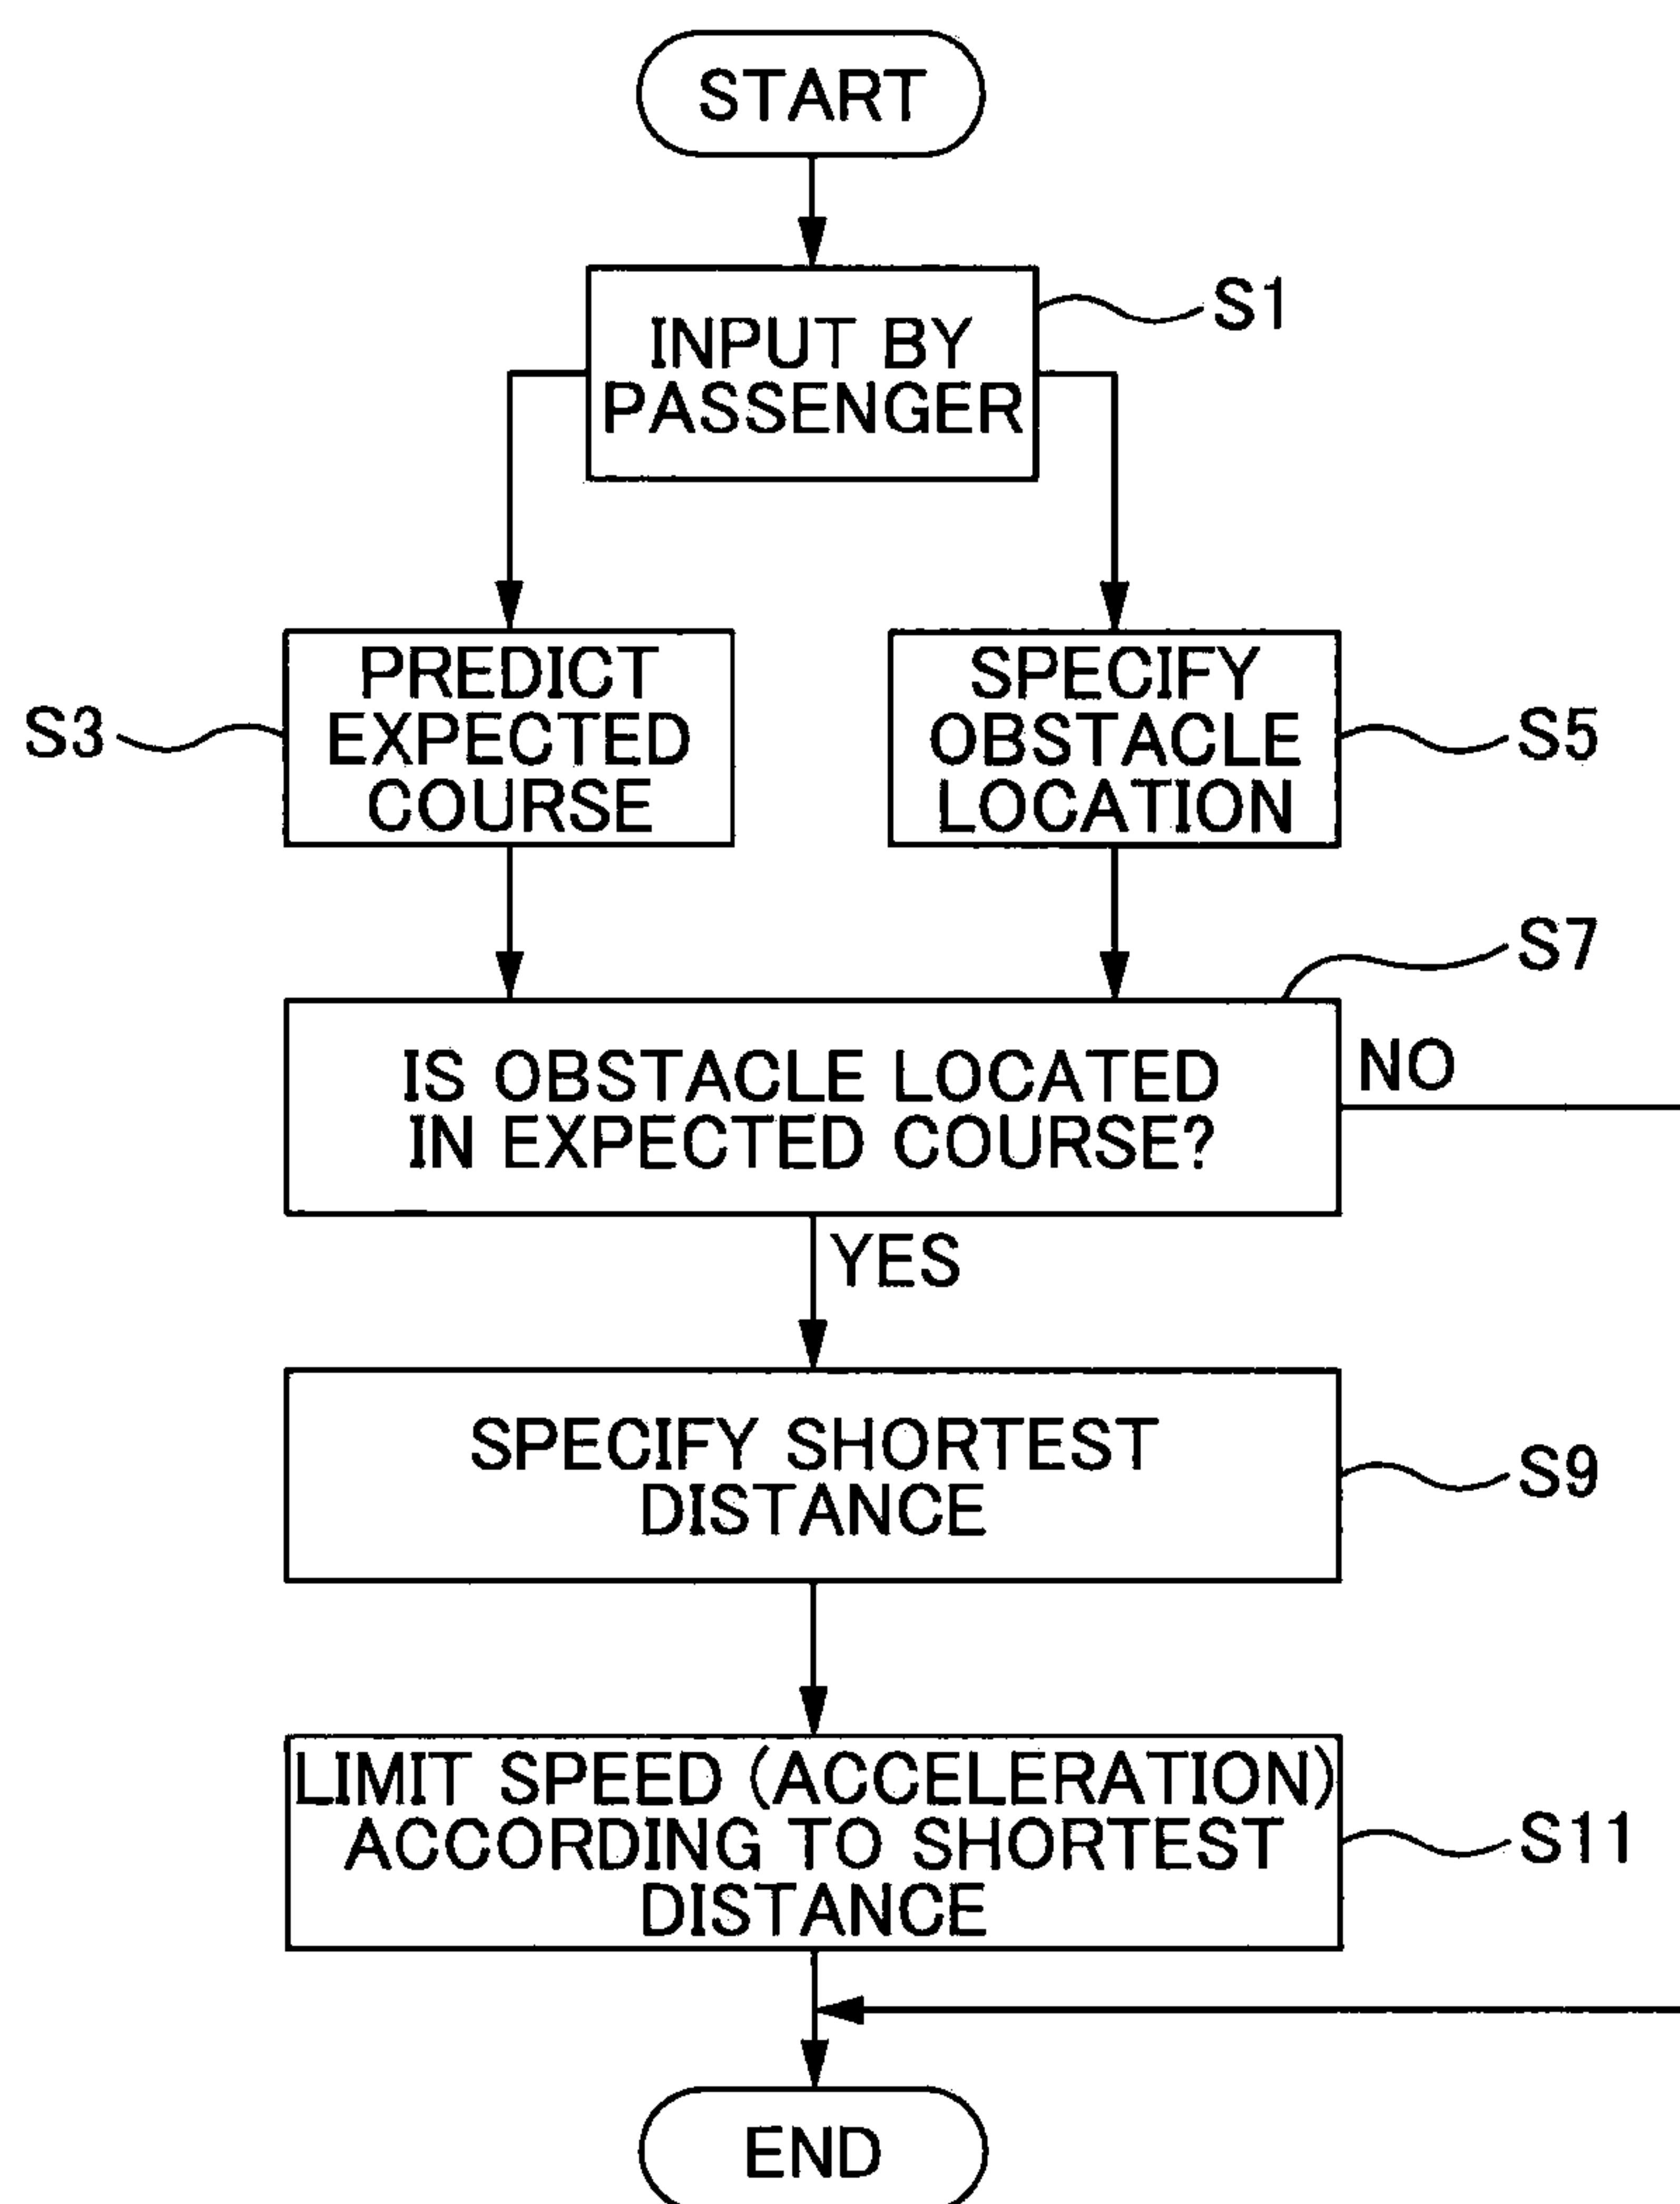 START
INPUT BY
PASSENGER
S1
PREDICT
EXPECTED
COURSE
S3
SPECIFY
OBSTACLE
LOCATION
S5
S7
IS OBSTACLE LOCATED
IN EXPECTED COURSE?
NO
YES
SPECIFY SHORTEST
DISTANCE
S9
LIMIT SPEED (ACCELERATION)
ACCORDING TO SHORTEST
DISTANCE
S11
END